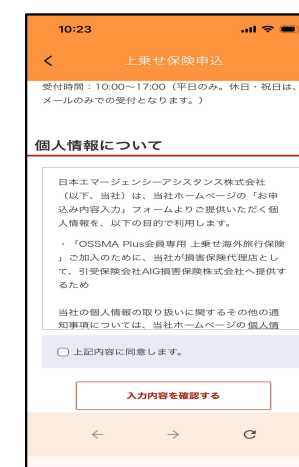 10:23
上乗せ保険申込
受付時間：10:00〜17:00（平日のみ。休日・祝日は、
メールのみでの受付となります。）
個人情報について
日本エマージェンシーアシスタンス株式会社
（以下、当社）は、当社ホームページの「お申
込み内容入力」フォームよりご提供いただく個
人情報を、以下の目的で利用します。
・「OSSMA Plus会員専用 上乗せ海外旅行保険
」ご加入のために、当社が損害保険代理店とし
て、引受保険会社AIG損害保険株式会社へ提供す
るため
当社の個人情報の取り扱いに関するその他の通
知事項については、当社ホームページの個人情
上記内容に同意します。
入力内容を確認する